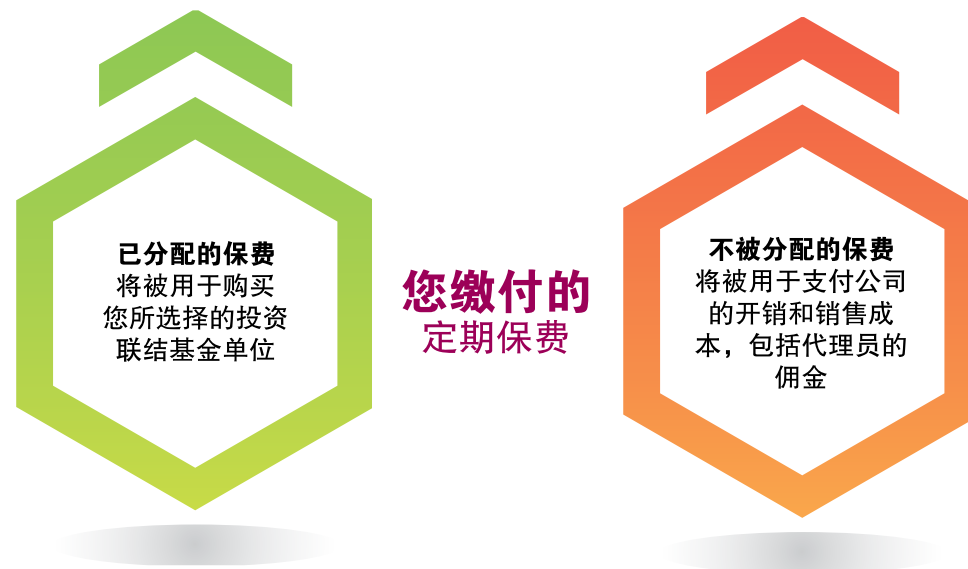 已分配的保费
将被用于购买
您所选择的投资
联结基金单位
您缴付的
定期保费
不被分配的保费
将被用于支付公司
的开销和销售成
本，包括代理员的
佣金